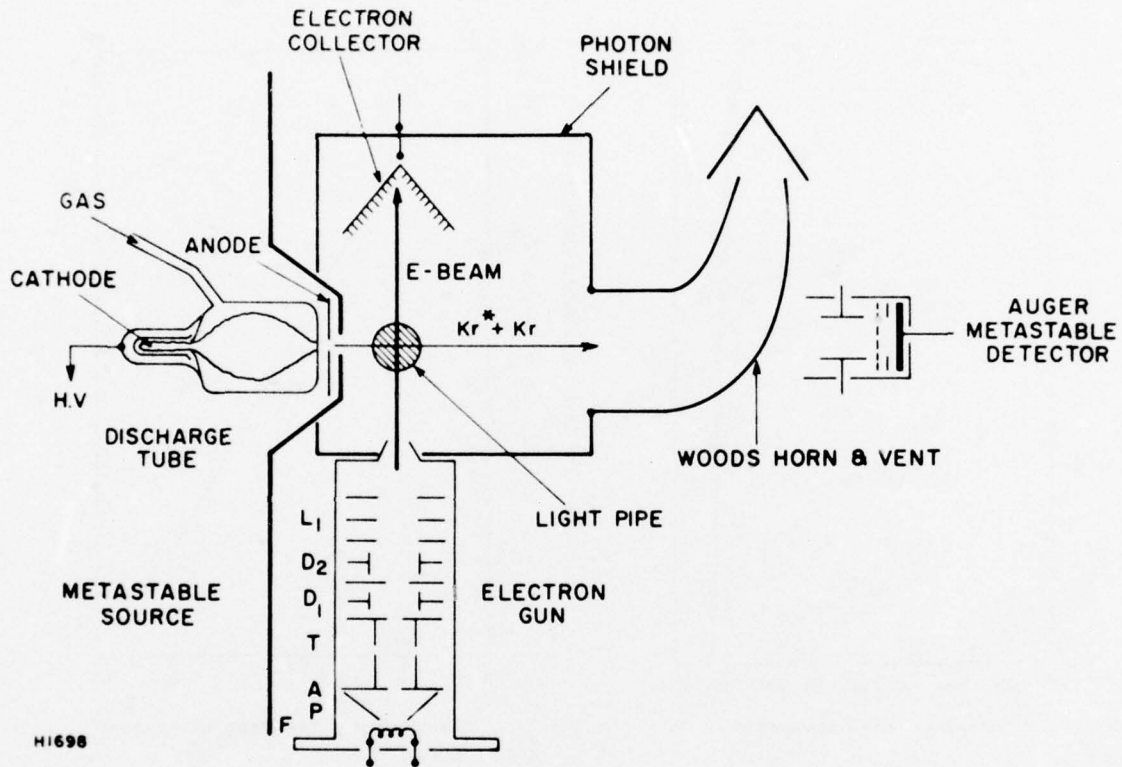 ELECTRON
COLLECTOR
PHOTON
SHIELD
GAS
ANODE
CATHODE
E-BEAM
Kr* + Kr
AUGER
METASTABLE
DETECTOR
H.V
DISCHARGE
TUBE
WOODS HORN & VENT
LIGHT PIPE
L1
D2
METASTABLE
SOURCE
D1
ELECTRON
GUN
T
A
P
F
H1698